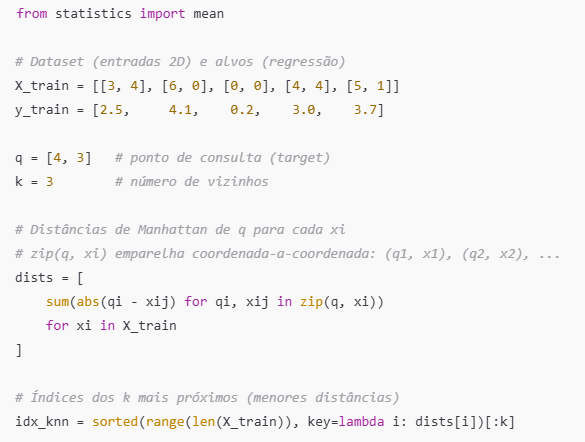 from statistics import mean

# Dataset (entradas 2D) e alvos (regressão)
X_train = [[3, 4], [6, 0], [0, 0], [4, 4], [5, 1]]
y_train = [2.5,     4.1,    0.2,    3.0,    3.7]

q = [4, 3]   # ponto de consulta (target)
k = 3        # número de vizinhos

# Distâncias de Manhattan de q para cada xi
# zip(q, xi) emparelha coordenada-a-coordenada: (q1, x1), (q2, x2), ...
dists = [
    sum(abs(qi - xij) for qi, xij in zip(q, xi))
    for xi in X_train
]

# Índices dos k mais próximos (menores distâncias)
idx_knn = sorted(range(len(X_train)), key=lambda i: dists[i])[:k]